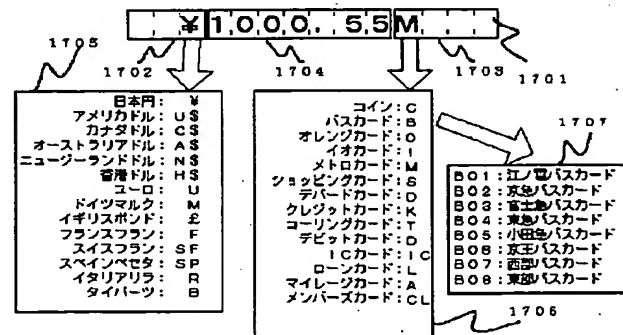 ¥1000.55M
1705
1702
1704
1703
1701
日本円: ¥
アメリカドル: U$
カナダドル: C$
オーストラリアドル: A$
ニュージーランドドル: N$
香港ドル: H$
ユーロ: U
ドイツマルク: M
イギリスポンド: £
フランスフラン: F
スイスフラン: SF
スペインペセタ: SP
イタリアリラ: R
タイバーツ: B
コイン: C
バスカード: B
オレンジカード: O
イオカード: I
メトロカード: M
ショッピングカード: S
デパートカード: D
クレジットカード: K
コーリングカード: T
デビットカード: D
ICカード: IC
ローンカード: L
マイレージカード: A
メンバーズカード: CL
1706
1707
B01: 江ノ電バスカード
B02: 京急バスカード
B03: 富士急バスカード
B04: 東急バスカード
B05: 小田急バスカード
B06: 京王バスカード
B07: 西部バスカード
B08: 東部バスカード